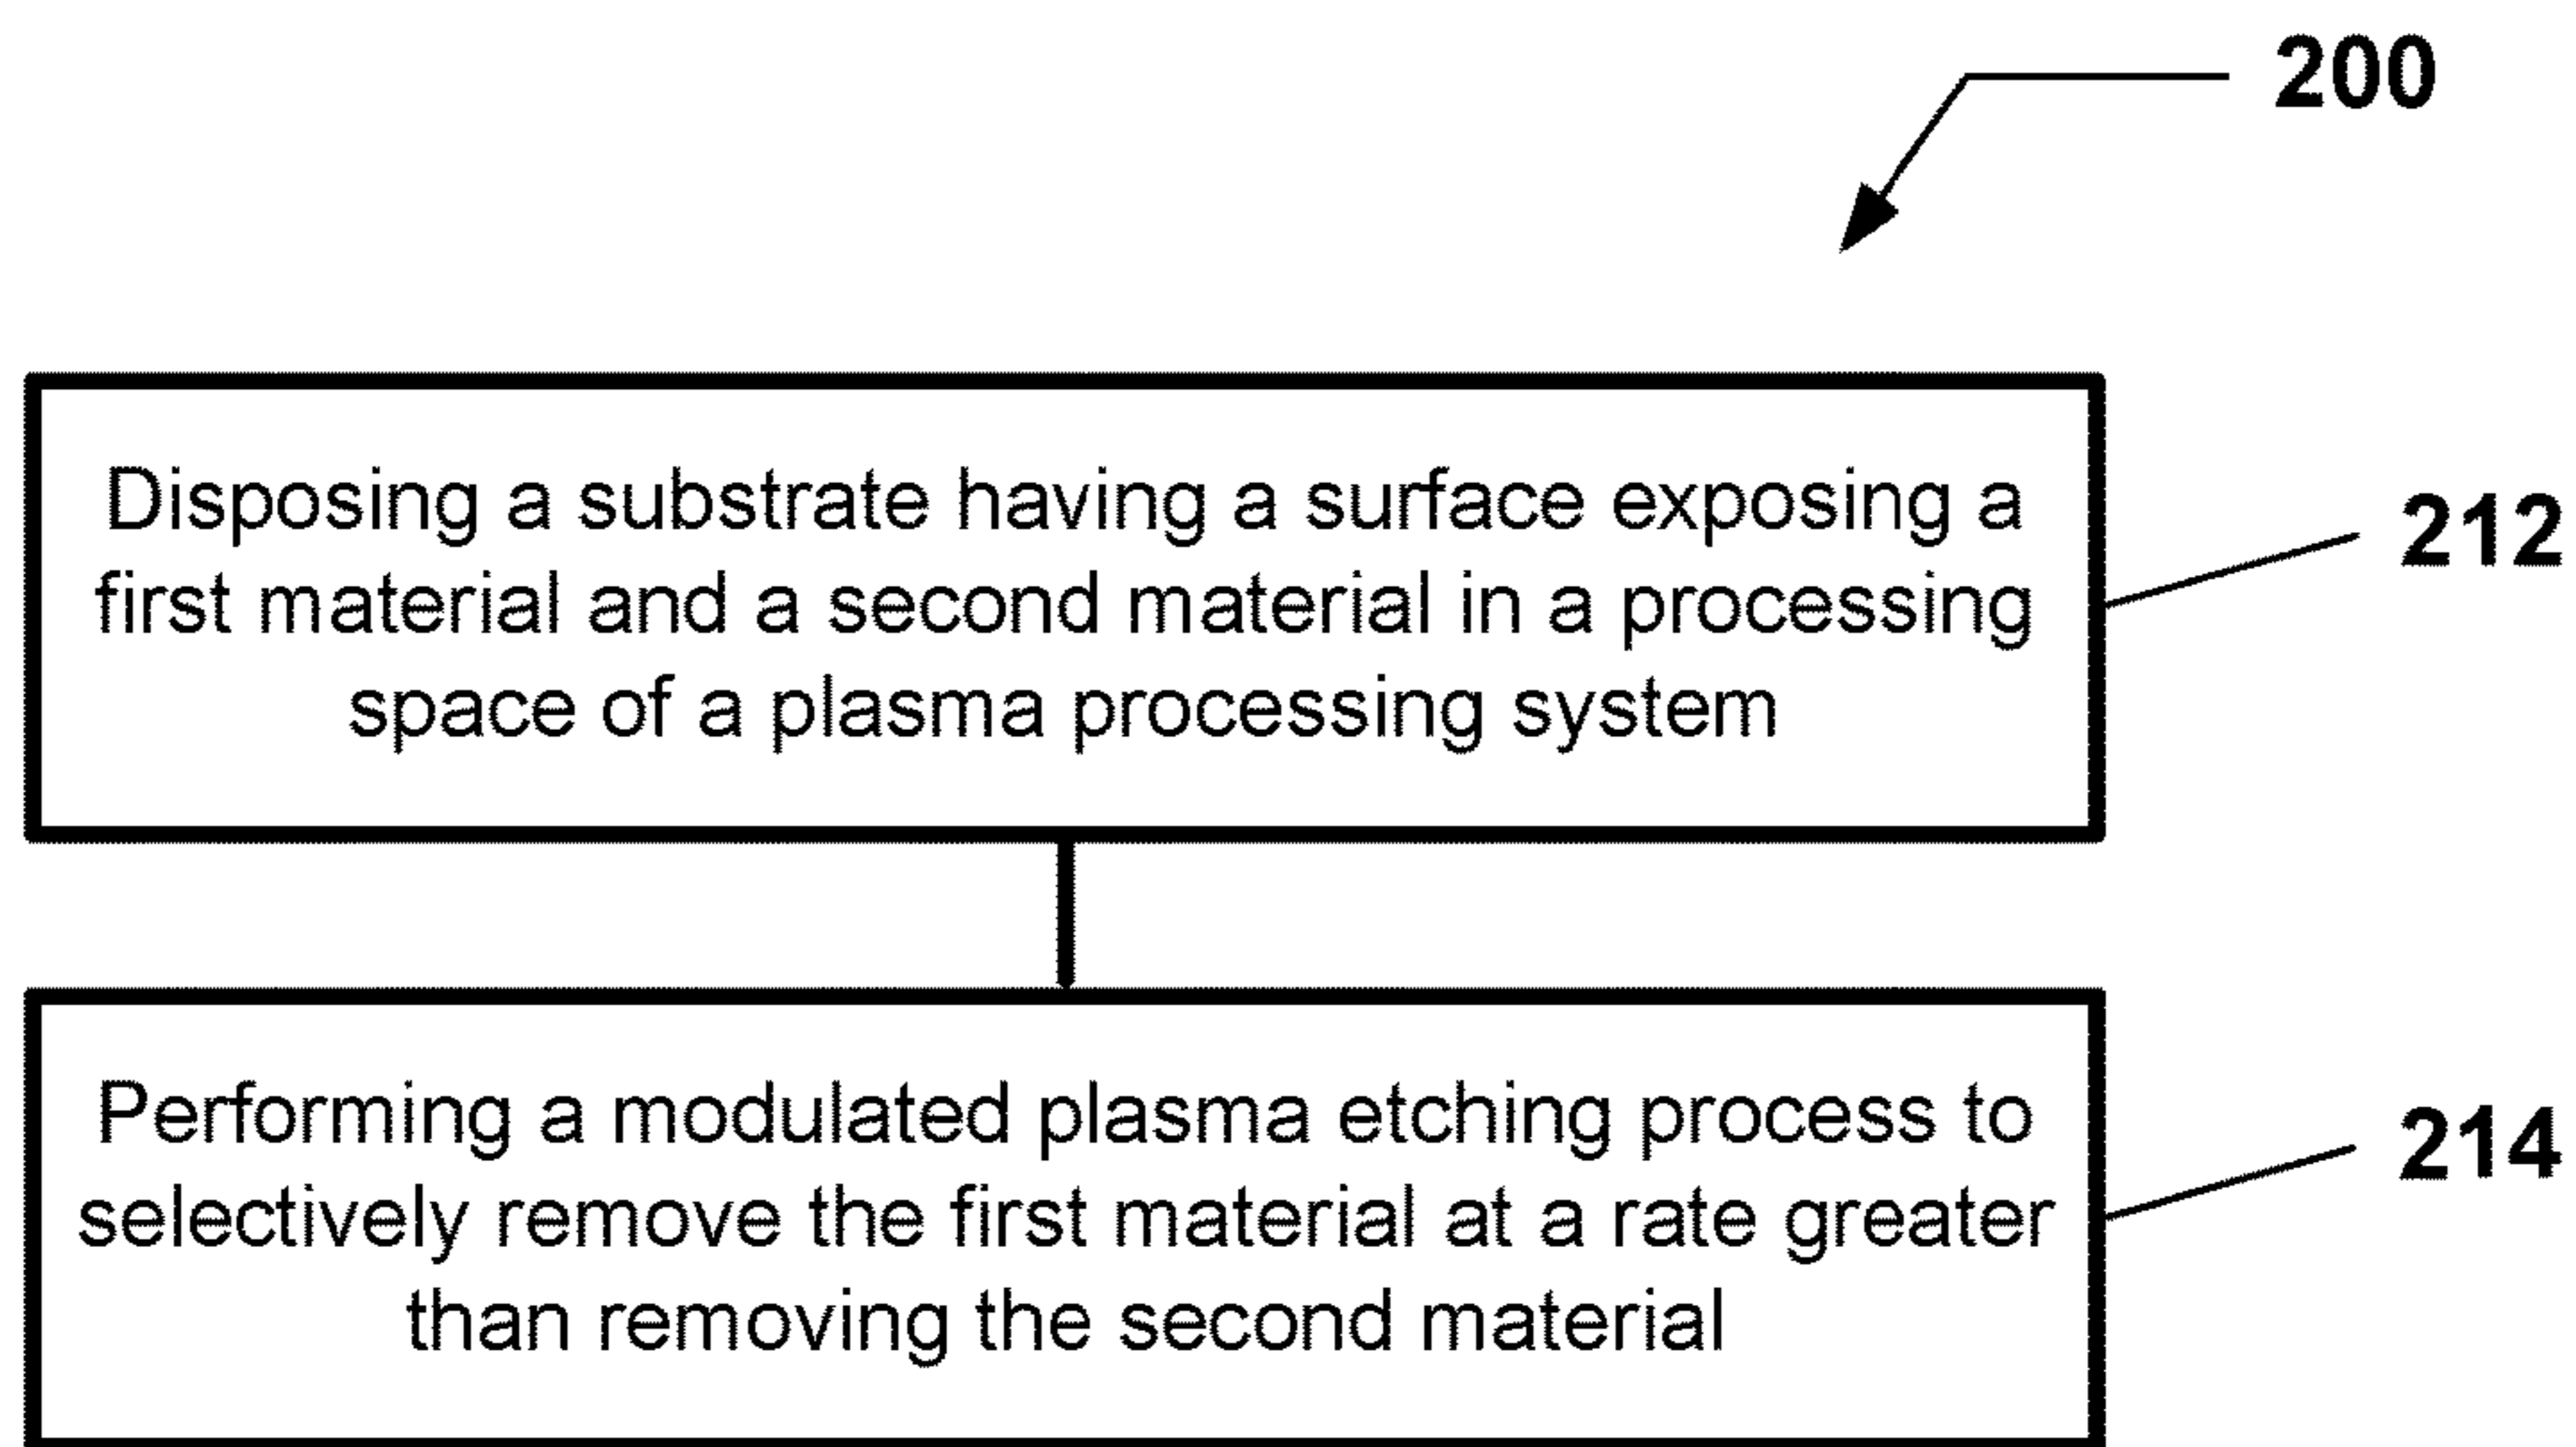 200
Disposing a substrate having a surface exposing a
first material and a second material in a processing
space of a plasma processing system
212
Performing a modulated plasma etching process to
selectively remove the first material at a rate greater
than removing the second material
214